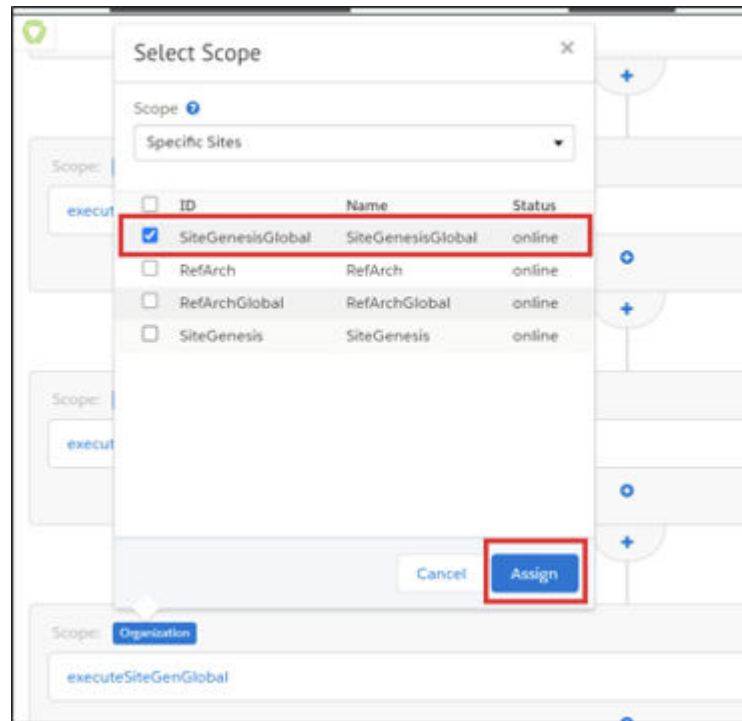 Select Scope ×
Scope ?
Specific Sites
Scope:
execut
ID Name Status
SiteGenesisGlobal SiteGenesisGlobal online
RefArch RefArch online
RefArchGlobal RefArchGlobal online
SiteGenesis SiteGenesis online
Scope:
execut
Cancel Assign
Scope: Organization
executeSiteGenGlobal